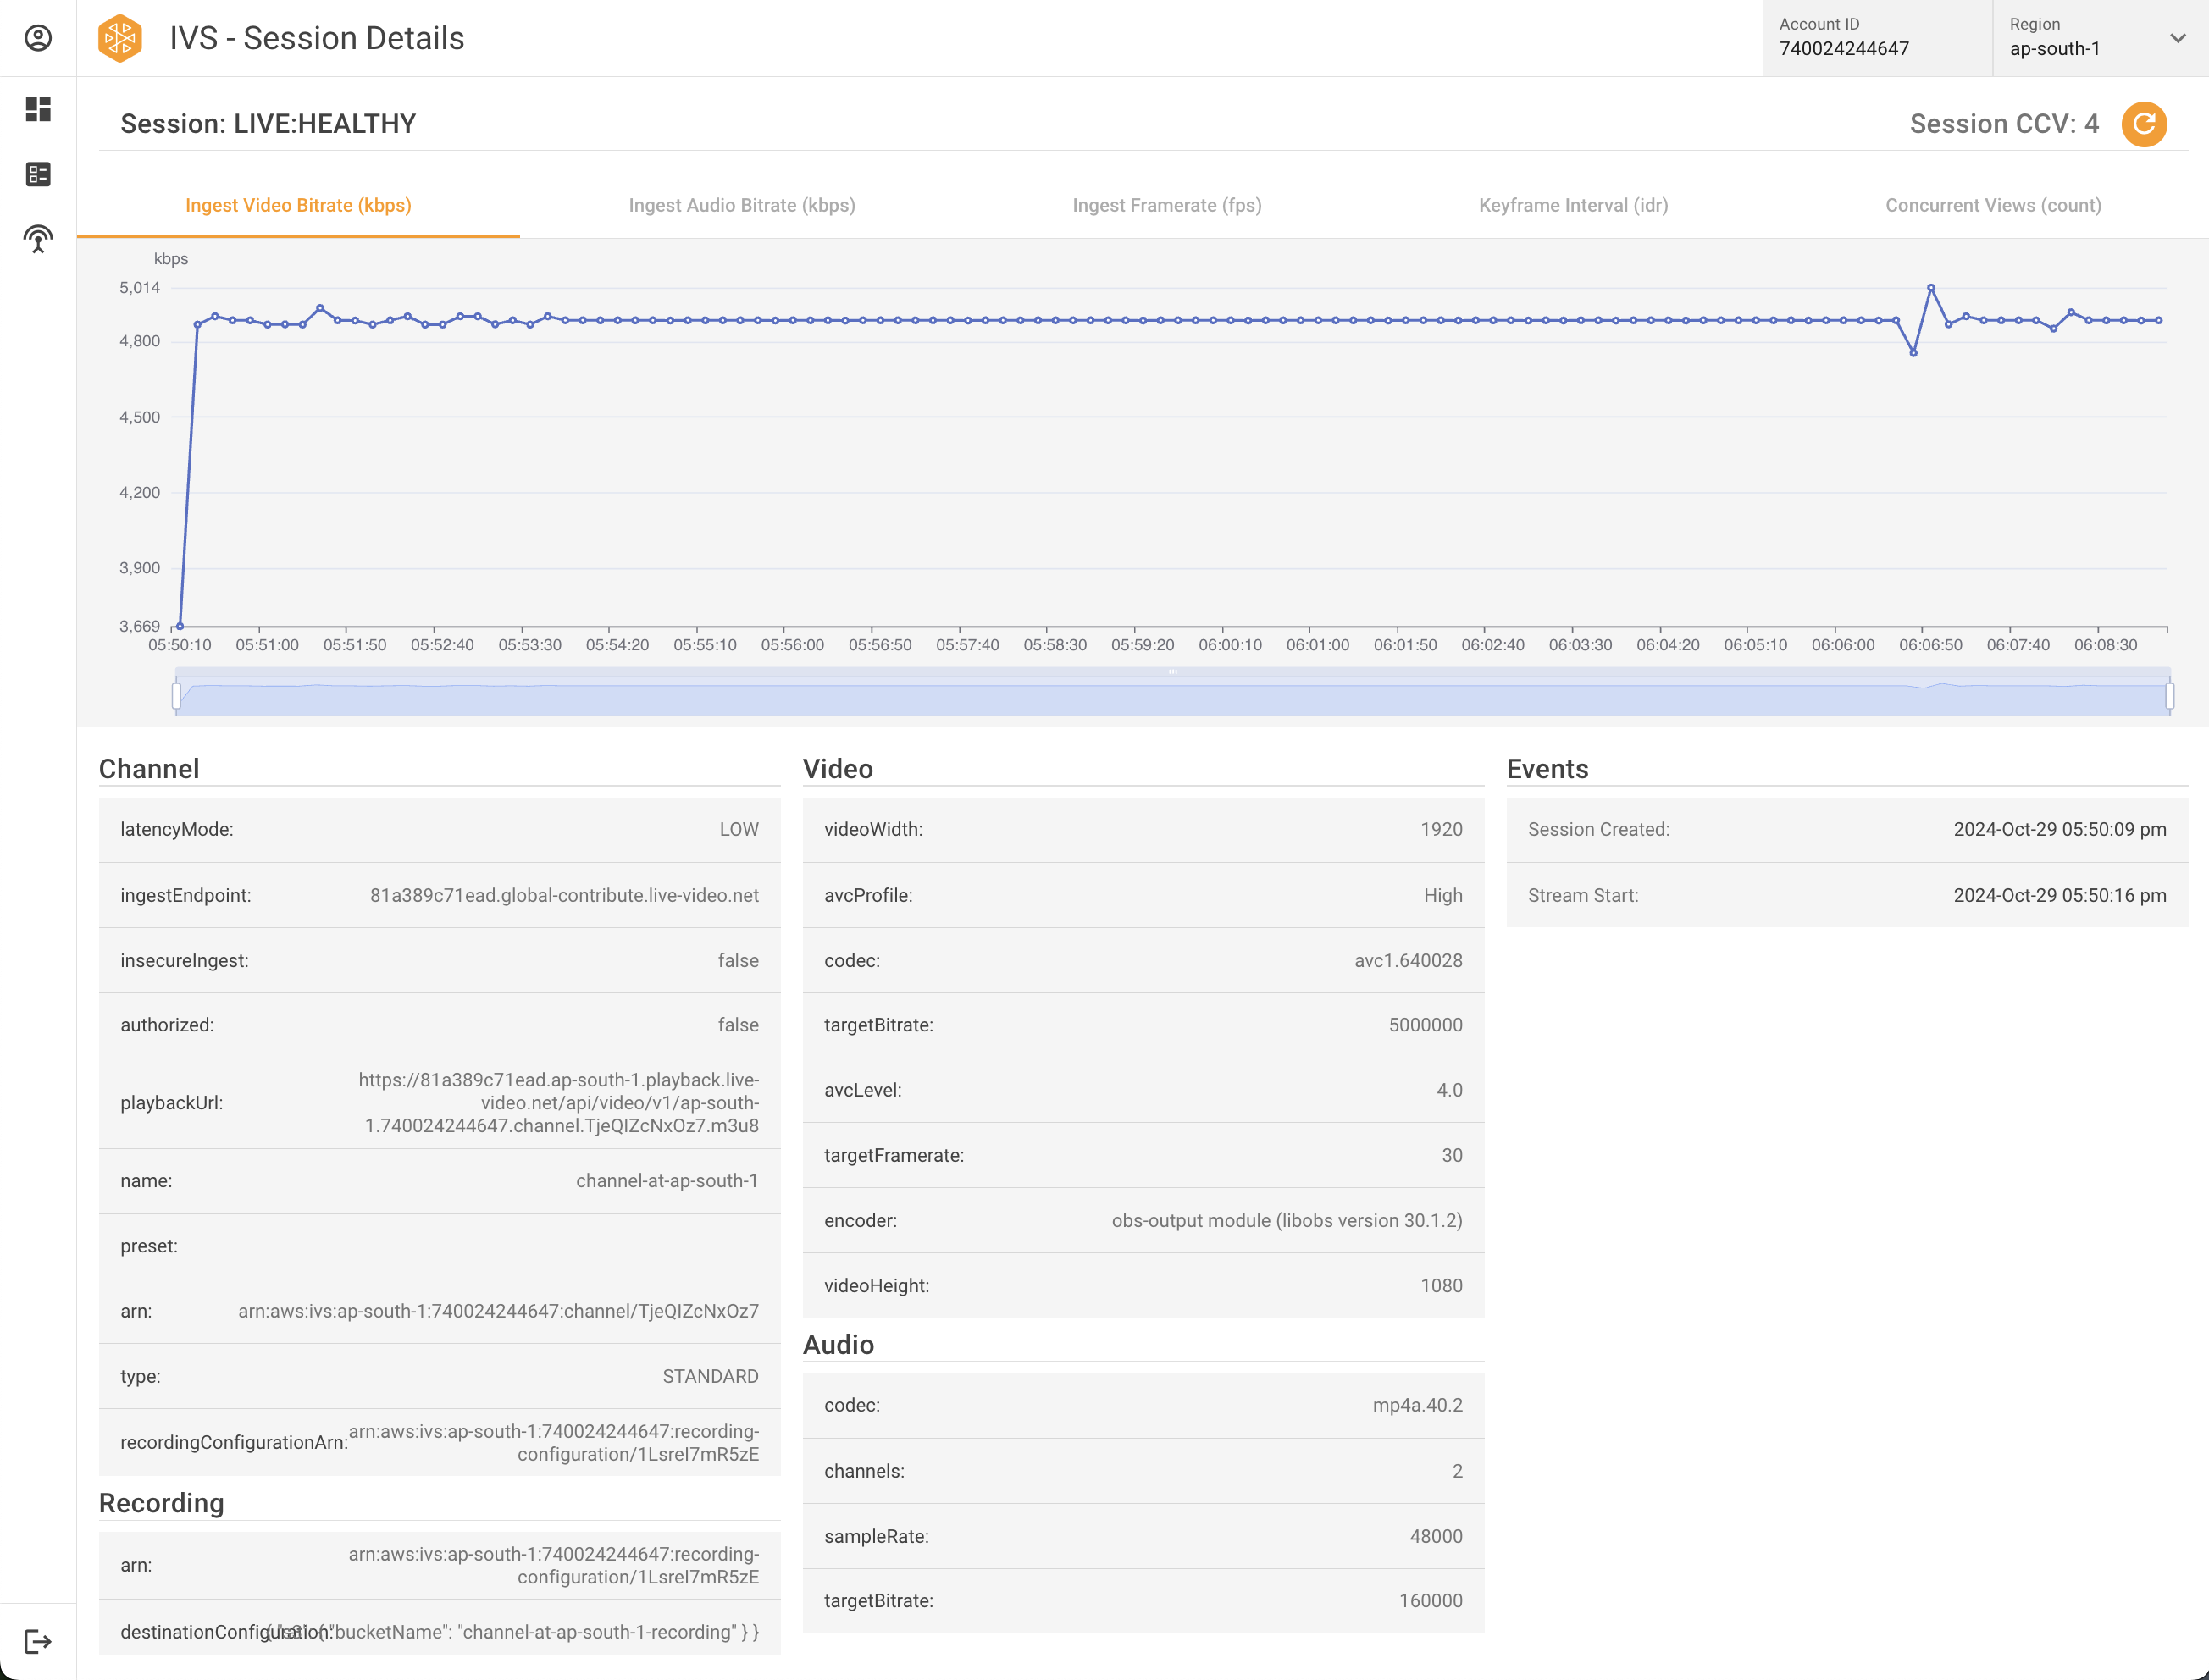 IVS - Session Details
Account ID
740024244647
Region
ap-south-1
Session: LIVE:HEALTHY
Session CCV: 4
Ingest Video Bitrate (kbps)
Ingest Audio Bitrate (kbps)
Ingest Framerate (fps)
Keyframe Interval (idr)
Concurrent Views (count)
kbps
5,014
4,800
4,500
4,200
3,900
3,669
05:50:10
05:51:00
05:51:50
05:52:40
05:53:30
05:54:20
05:55:10
05:56:00
05:56:50
05:57:40
05:58:30
05:59:20
06:00:10
06:01:00
06:01:50
06:02:40
06:03:30
06:04:20
06:05:10
06:06:00
06:06:50
06:07:40
06:08:30
Channel
latencyMode: LOW
ingestEndpoint: 81a389c71ead.global-contribute.live-video.net
insecureIngest: false
authorized: false
playbackUrl: https://81a389c71ead.ap-south-1.playback.live-
video.net/api/video/v1/ap-south-
1.740024244647.channel.TjeQIZcNxOz7.m3u8
name: channel-at-ap-south-1
preset:
arn: arn:aws:ivs:ap-south-1:740024244647:channel/TjeQIZcNxOz7
type: STANDARD
recordingConfigurationArn: arn:aws:ivs:ap-south-1:740024244647:recording-
configuration/1LsreI7mR5zE
Recording
arn: arn:aws:ivs:ap-south-1:740024244647:recording-
configuration/1LsreI7mR5zE
destinationConfiguration: { "s3": { "bucketName": "channel-at-ap-south-1-recording" } }
Video
videoWidth: 1920
avcProfile: High
codec: avc1.640028
targetBitrate: 5000000
avcLevel: 4.0
targetFramerate: 30
encoder: obs-output module (libobs version 30.1.2)
videoHeight: 1080
Audio
codec: mp4a.40.2
channels: 2
sampleRate: 48000
targetBitrate: 160000
Events
Session Created: 2024-Oct-29 05:50:09 pm
Stream Start: 2024-Oct-29 05:50:16 pm